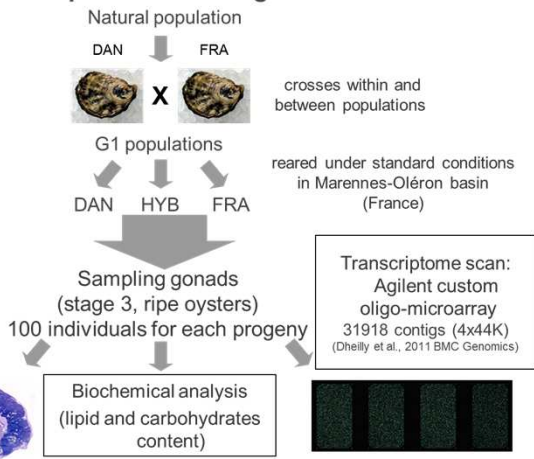 Natural population
DAN FRA
X
crosses within and
between populations
G1 populations
reared under standard conditions
in Marennes-Oléron basin
(France)
DAN HYB FRA
Sampling gonads
(stage 3, ripe oysters)
100 individuals for each progeny
Transcriptome scan:
Agilent custom
oligo-microarray
31918 contigs (4x44K)
(Dheilly et al., 2011 BMC Genomics)
Biochemical analysis
(lipid and carbohydrates
content)